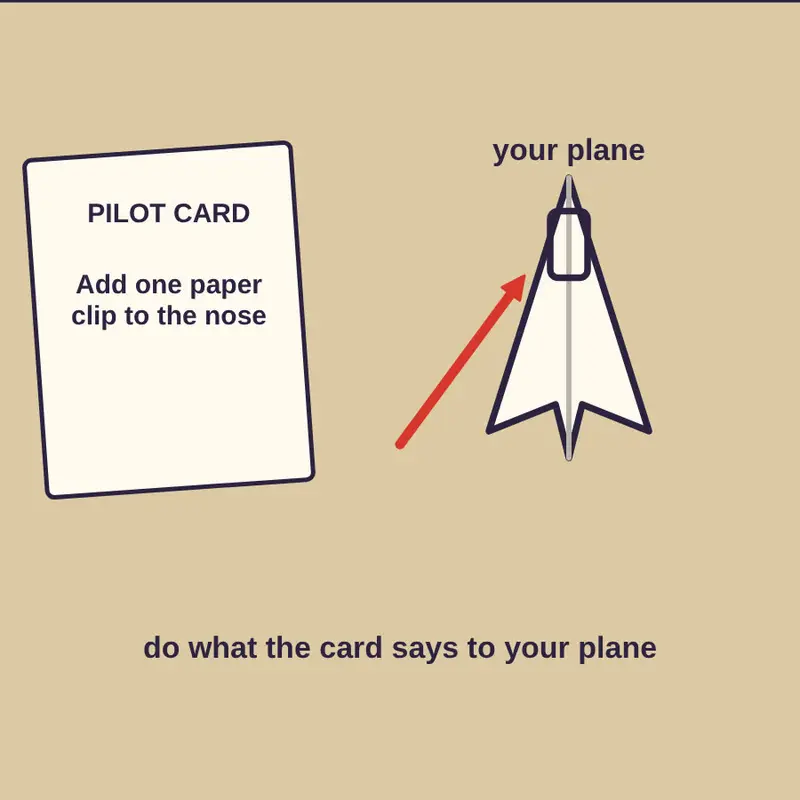 PILOT CARD
Add one paper
clip to the nose
your plane
do what the card says to your plane